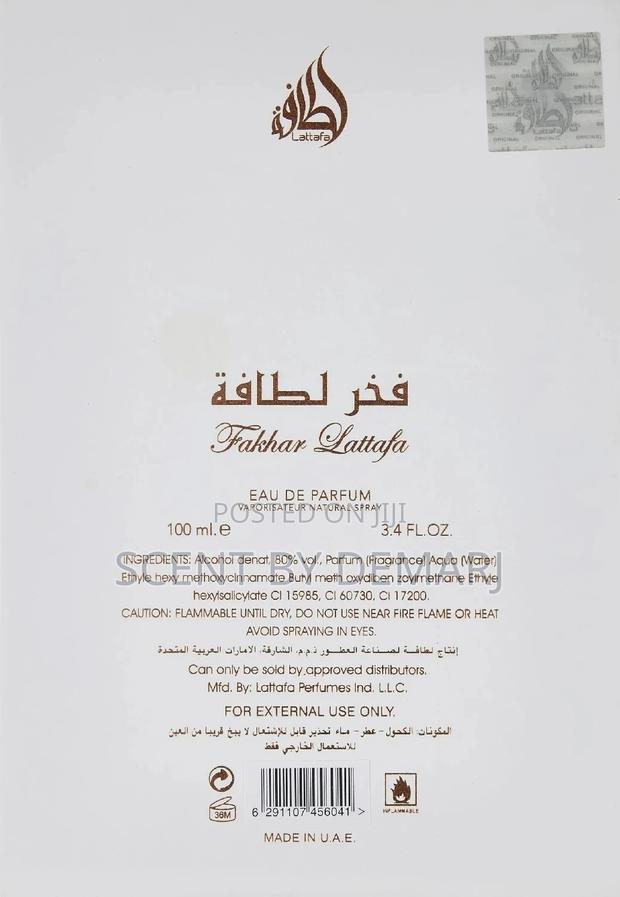 لطافة
Lattafa
ORIGINAL
فخر لطافة
Fakhar Lattafa
EAU DE PARFUM
VAPORISATEUR NATURAL SPRAY
POSTED ON JIJI
100 ml.e 3.4 FL.OZ.
SCENT BY DEMARJ
INGREDIENTS: Alcohol denat, 80% vol., Parfum (Fragrance) Aqua (Water)
Ethyle hexy methoycinnamate Butyl meth oxydiben zoylmethane Ethyle
hexylsalicylate CI 15985, CI 60730, CI 17200.
CAUTION: FLAMMABLE UNTIL DRY, DO NOT USE NEAR FIRE FLAME OR HEAT
AVOID SPRAYING IN EYES.
إنتاج لطافة لصناعة العطور ذ.م.م. الشارقة، الامارات العربية المتحدة
Can only be sold by approved distributors.
Mfd. By: Lattafa Perfumes Ind. L.L.C.
FOR EXTERNAL USE ONLY.
المكونات: الكحول - عطر - ماء تحذير قابل للإشتعال لا يبخ قريبا من العين
للاستعمال الخارجي فقط
36M
6 291107 456041 >
INFLAMMABLE
MADE IN U.A.E.